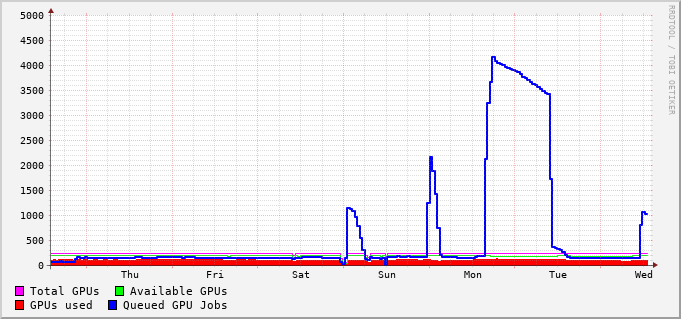 5000
4500
4000
3500
3000
2500
2000
1500
1000
500
0
Thu Fri Sat Sun Mon Tue Wed
Total GPUs Available GPUs
GPUs used Queued GPU Jobs
RRDTOOL / TOBI OETIKER